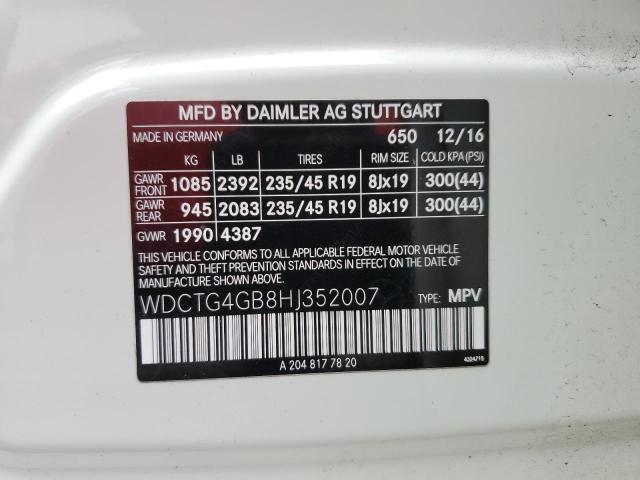 MFD BY DAIMLER AG STUTTGART
MADE IN GERMANY 650 12/16
KG LB TIRES RIM SIZE COLD KPA(PSI)
GAWR FRONT 1085 2392 235/45 R19 8Jx19 300(44)
GAWR REAR 945 2083 235/45 R19 8Jx19 300(44)
GVWR 1990 4387
THIS VEHICLE CONFORMS TO ALL APPLICABLE FEDERAL MOTOR VEHICLE
SAFETY AND THEFT PREVENTION STANDARDS IN EFFECT ON THE DATE OF
MANUFACTURE SHOWN ABOVE.
WDCTG4GB8HJ352007 TYPE: MPV
A 204 817 78 20